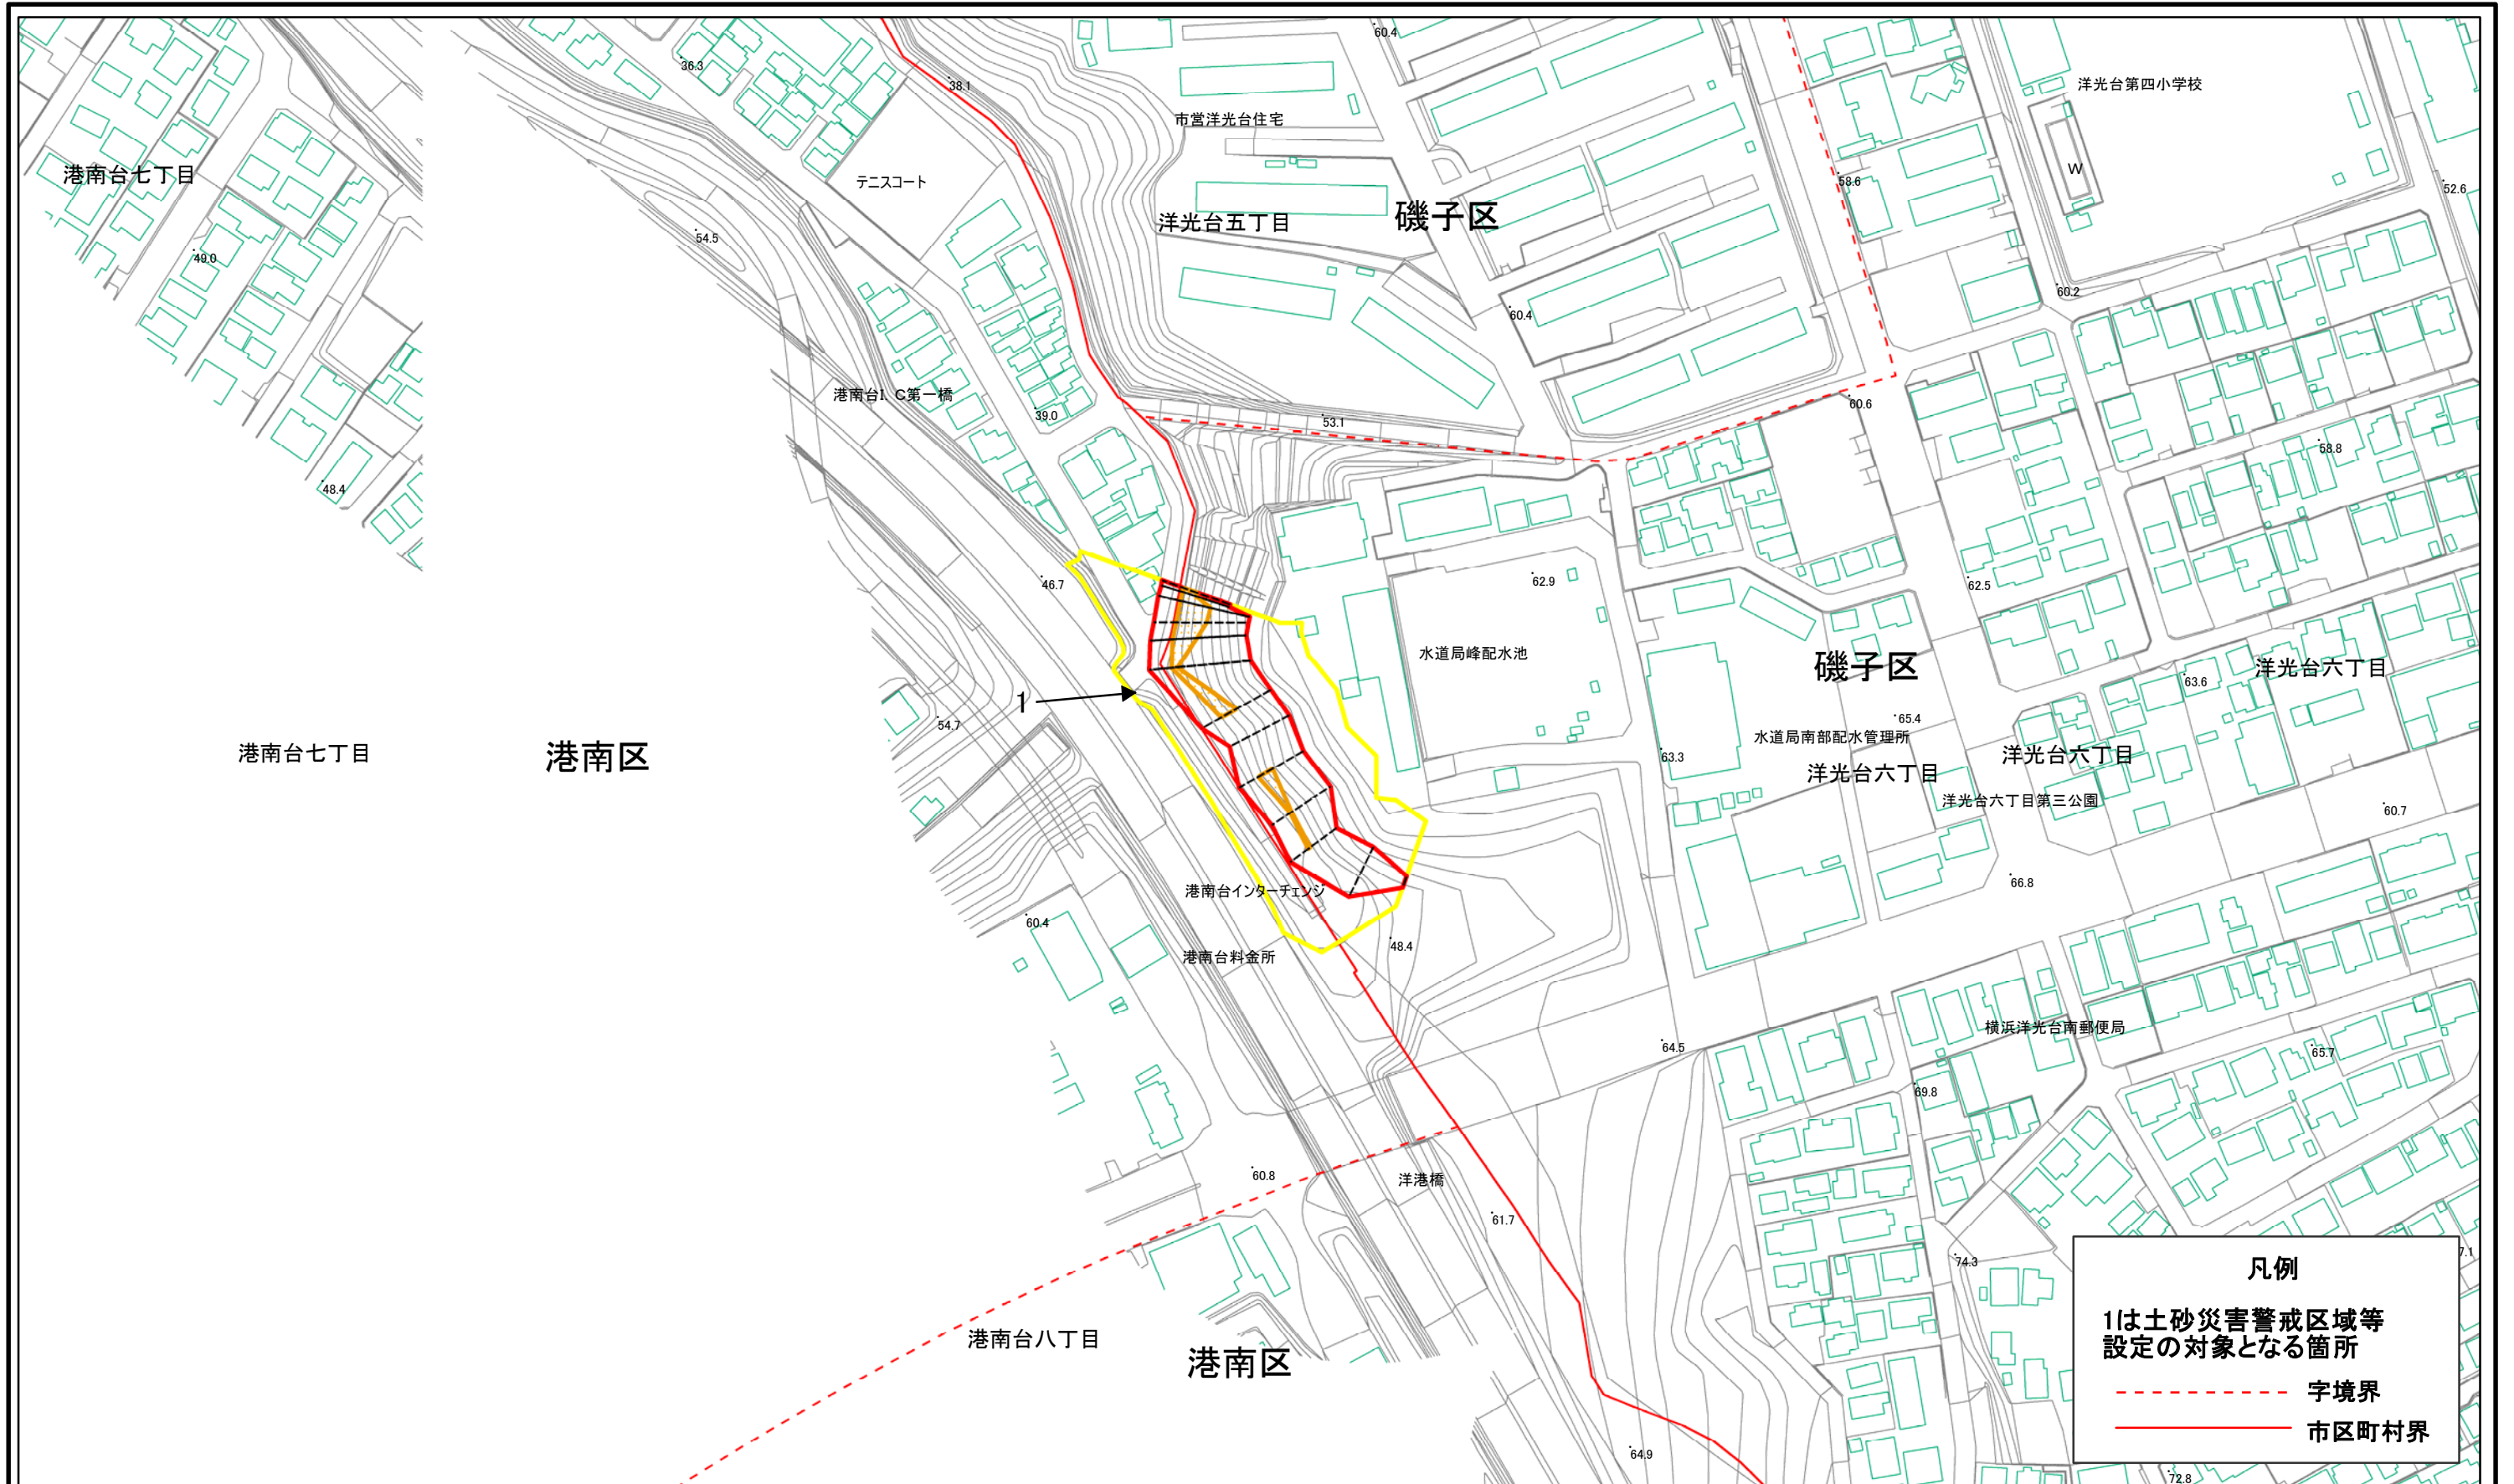 60.4
36.3
38.1
洋光台第四小学校
市営洋光台住宅
W
港南台七丁目
テニスコート
58.6
52.6
洋光台五丁目
磯子区
54.5
49.0
60.2
60.4
港南台I. C第一橋
60.6
39.0
53.1
58.8
48.4
46.7
62.9
62.5
水道局峰配水池
磯子区
洋光台六丁目
63.6
1
54.7
65.4
港南台七丁目
港南区
水道局南部配水管理所
63.3
洋光台六丁目
洋光台六丁目
洋光台六丁目第三公園
60.7
港南台インターチェンジ
66.8
60.4
48.4
港南台料金所
横浜洋光台南郵便局
64.5
65.7
69.8
60.8
洋港橋
61.7
74.3
7.1
港南台八丁目
港南区
64.9
72.8
凡例
1は土砂災害警戒区域等
設定の対象となる箇所
字境界
市区町村界